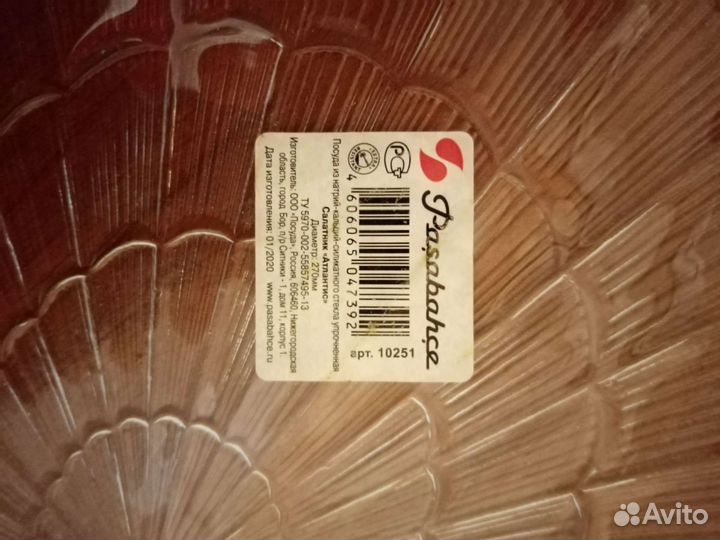 Paşabahçe
4 606065 047392
арт. 10251
Посуда из натрий-кальций-силикатного стекла упрочненная
Салатник «Атлантис»
Диаметр: 270мм
ТУ 5970-002-55857495-13
Изготовитель: ООО «Посуда», Россия, 606460, Нижегородская
область, город Бор, п/р Ситники - 1, дом 11, корпус 1.
Дата изготовления: 01/2020 www.pasabahce.ru
Avito